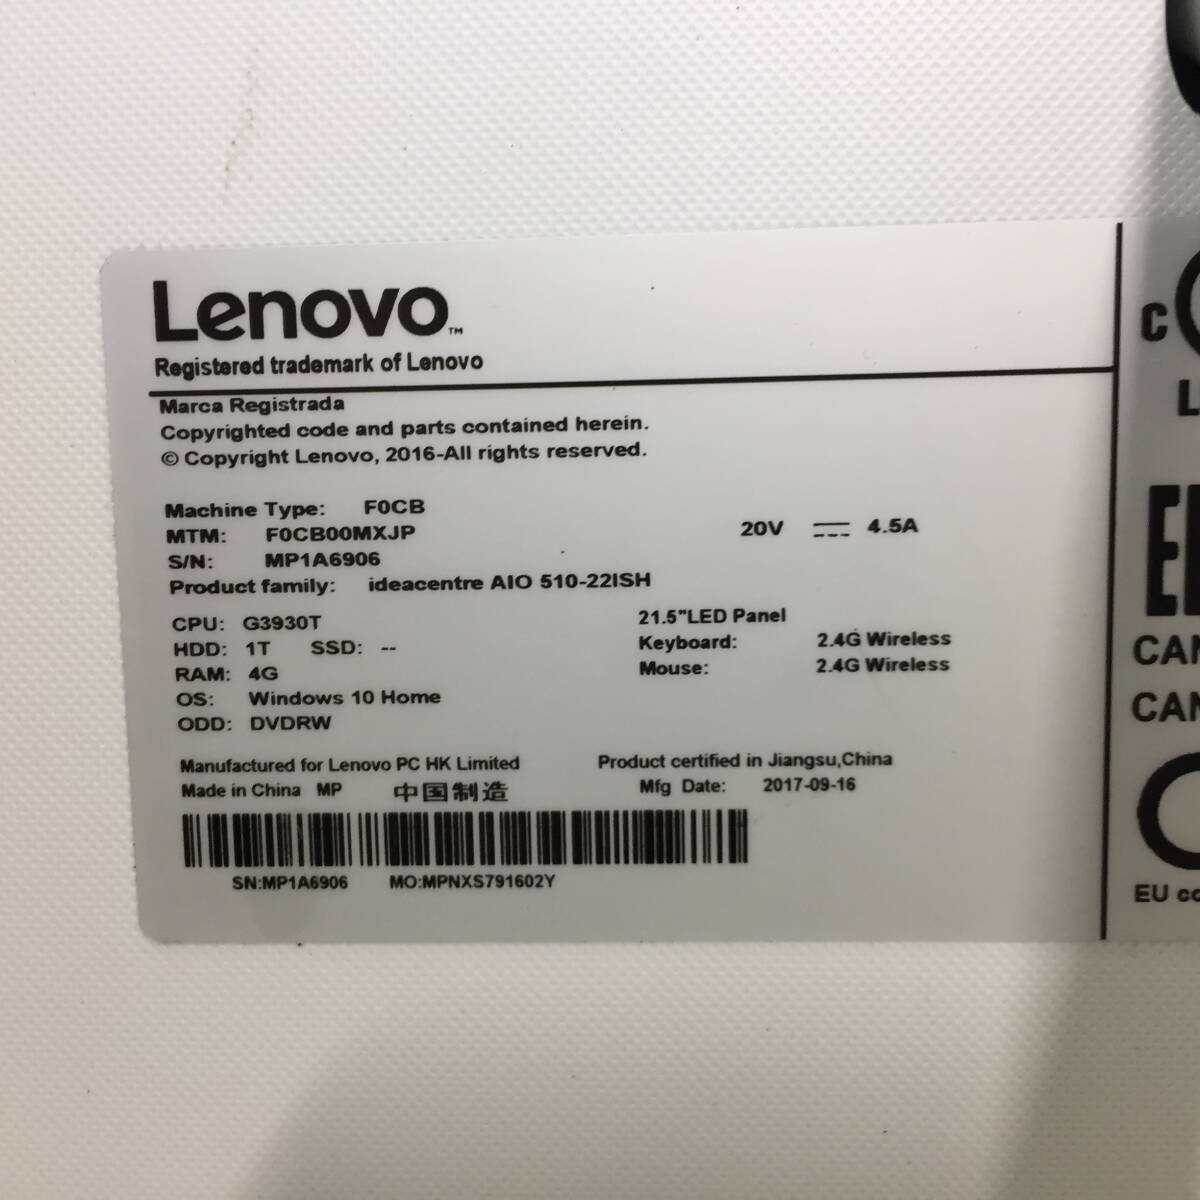 Lenovo™
Registered trademark of Lenovo
Marca Registrada
Copyrighted code and parts contained herein.
© Copyright Lenovo, 2016-All rights reserved.
Machine Type: F0CB
MTM: F0CB00MXJP
20V ⎓ 4.5A
S/N: MP1A6906
Product family: ideacentre AIO 510-22ISH
CPU: G3930T
21.5"LED Panel
HDD: 1T SSD: --
Keyboard: 2.4G Wireless
RAM: 4G
Mouse: 2.4G Wireless
OS: Windows 10 Home
ODD: DVDRW
Manufactured for Lenovo PC HK Limited
Product certified in Jiangsu,China
Made in China MP 中国制造
Mfg Date: 2017-09-16
SN:MP1A6906 MO:MPNXS791602Y
C
L
CAN
CAN
EU